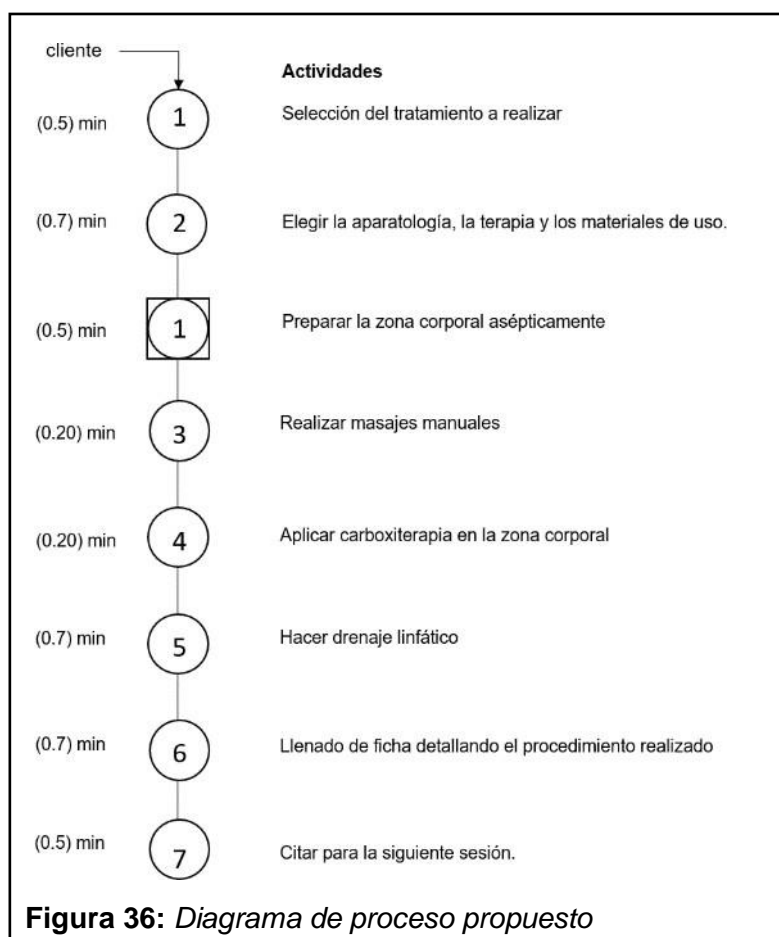 cliente
Actividades
(0.5) min 1 Selección del tratamiento a realizar
(0.7) min 2 Elegir la aparatología, la terapia y los materiales de uso.
(0.5) min 1 Preparar la zona corporal asépticamente
(0.20) min 3 Realizar masajes manuales
(0.20) min 4 Aplicar carboxiterapia en la zona corporal
(0.7) min 5 Hacer drenaje linfático
(0.7) min 6 Llenado de ficha detallando el procedimiento realizado
(0.5) min 7 Citar para la siguiente sesión.
Figura 36: Diagrama de proceso propuesto